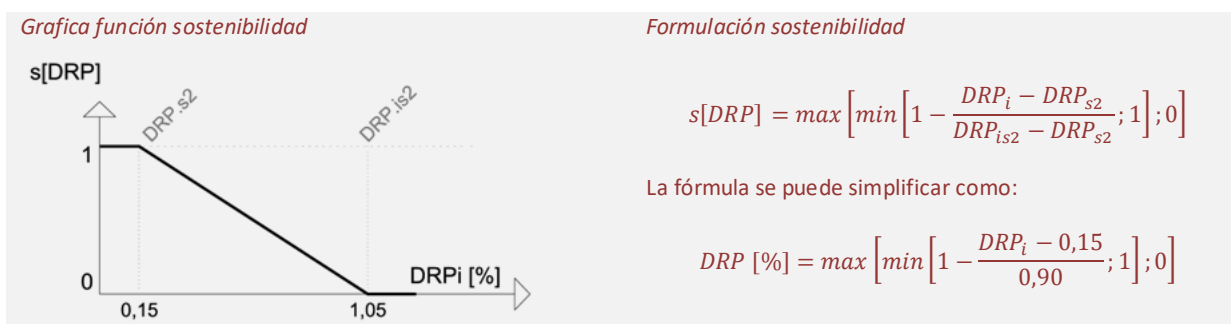 Grafica función sostenibilidad
s[DRP]
DRP.s2
DRP.is2
1
0
DRPi [%]
0,15
1,05
Formulación sostenibilidad
s[DRP] = max [min [1 − (DRP_i − DRP_s2) / (DRP_is2 − DRP_s2) ; 1] ; 0]
La fórmula se puede simplificar como:
DRP [%] = max [min [1 − (DRP_i − 0,15) / 0,90 ; 1] ; 0]